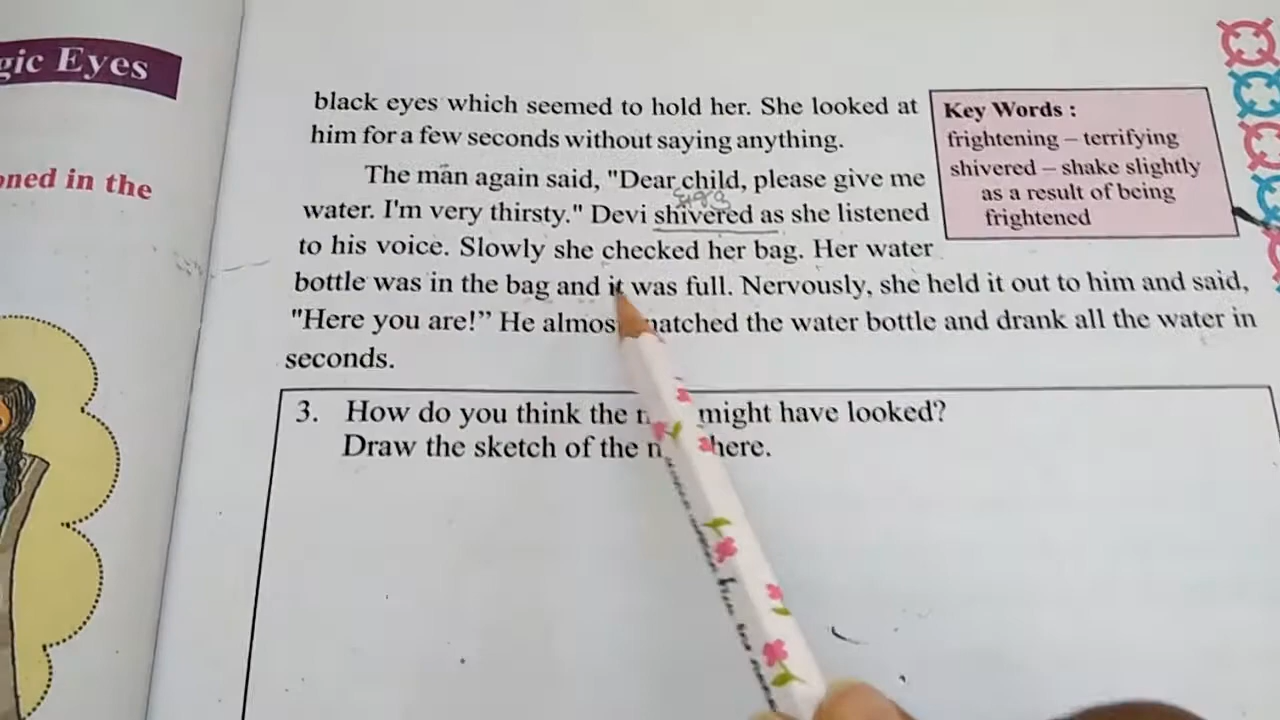 gic Eyes
oned in the
black eyes which seemed to hold her. She looked at
him for a few seconds without saying anything.
The man again said, "Dear child, please give me
water. I'm very thirsty." Devi shivered as she listened
to his voice. Slowly she checked her bag. Her water
bottle was in the bag and it was full. Nervously, she held it out to him and said,
"Here you are!” He almos natched the water bottle and drank all the water in
seconds.
Key Words :
frightening – terrifying
shivered – shake slightly
as a result of being
frightened
3. How do you think the m might have looked?
Draw the sketch of the m here.